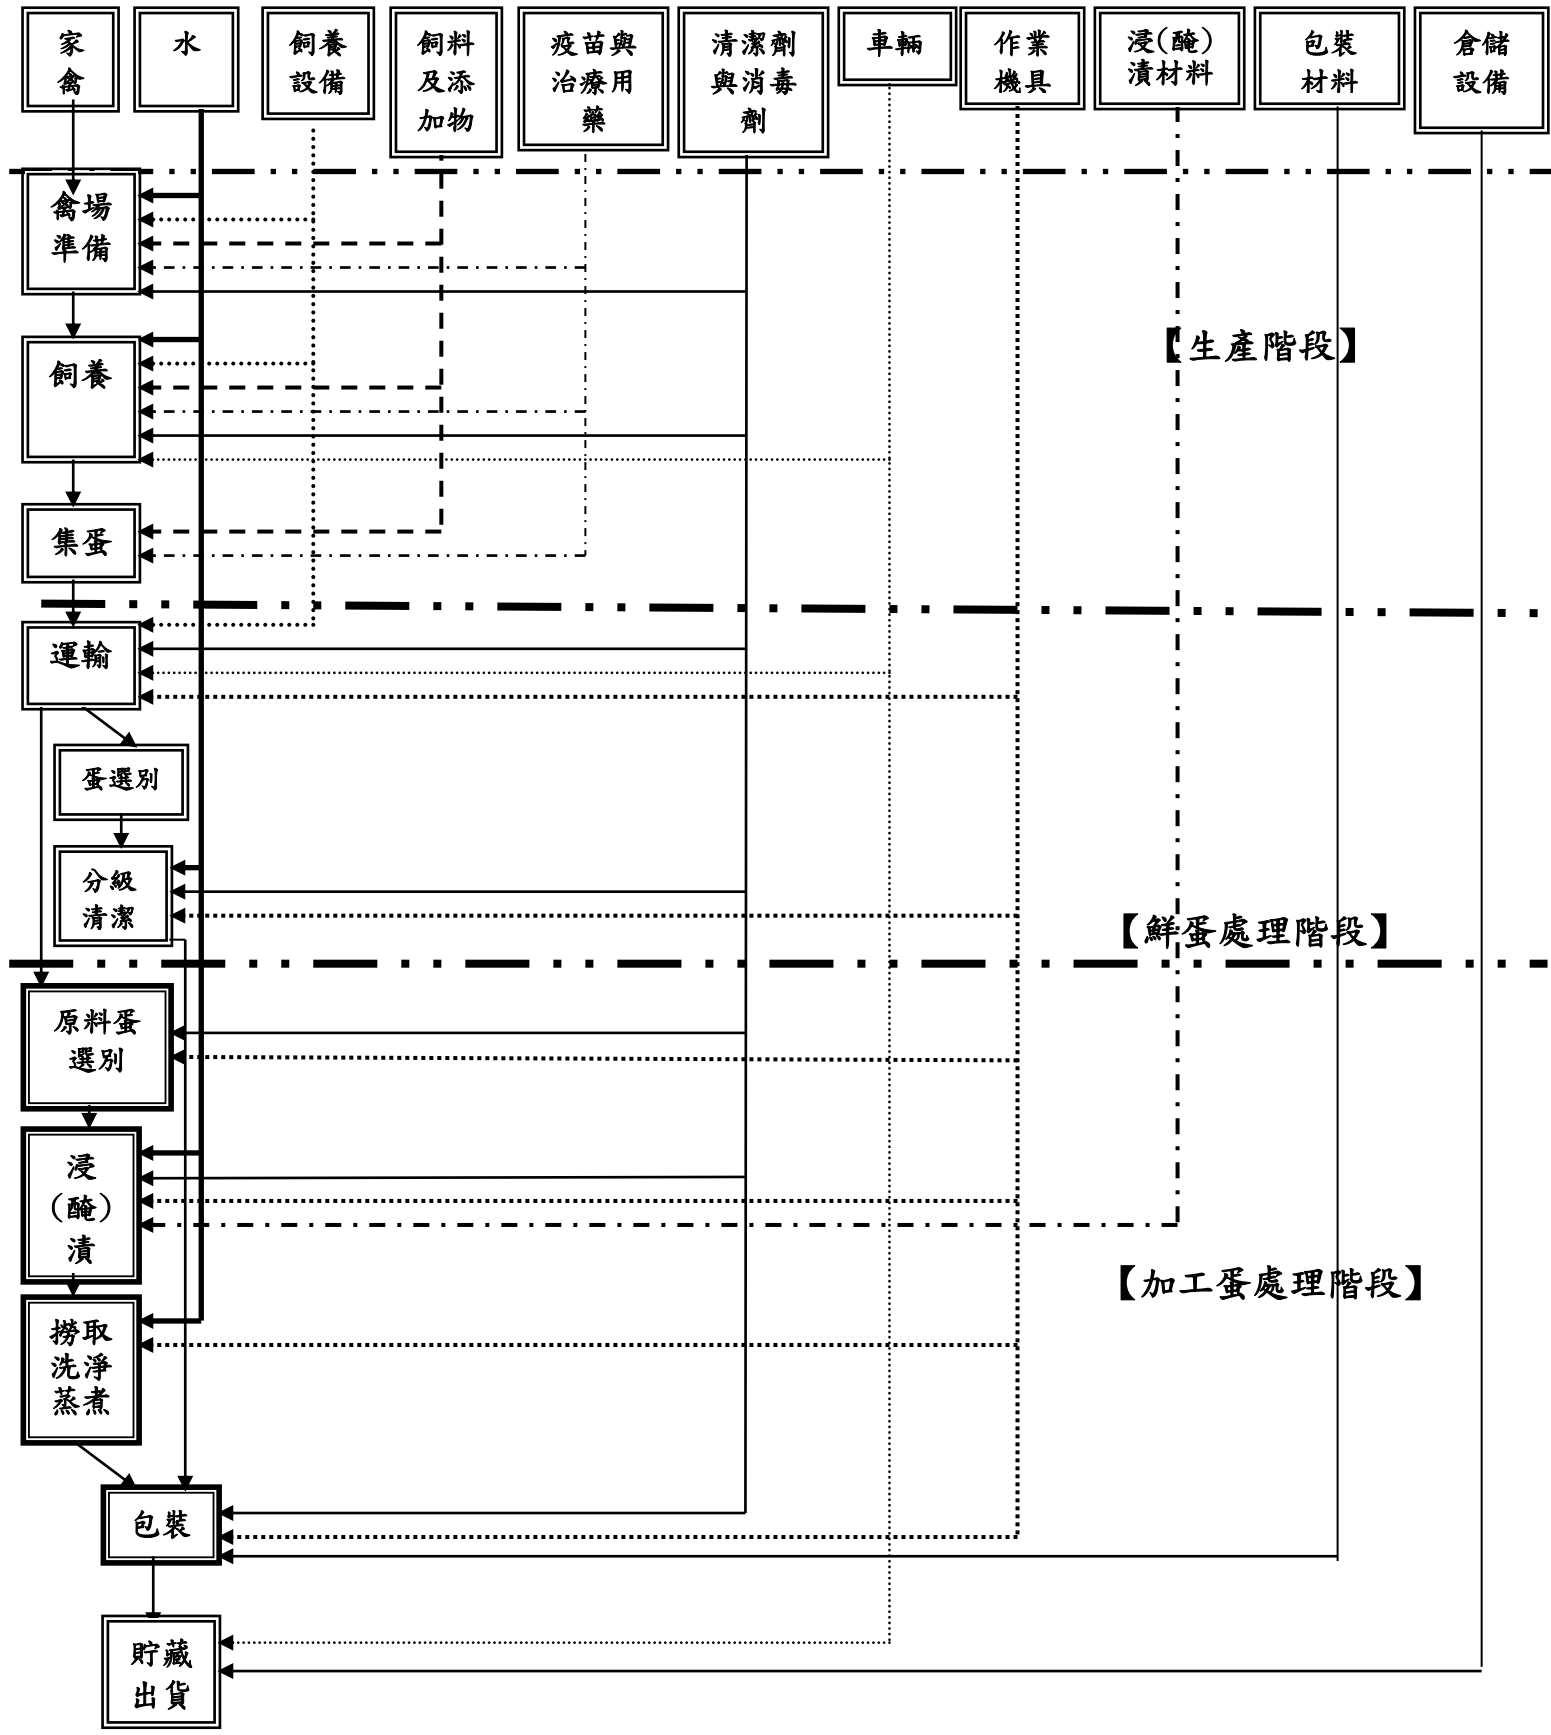 家
禽
水
飼養
設備
飼料
及添
加物
疫苗與
治療用
藥
清潔劑
與消毒
劑
車輛
作業
機具
浸(醃)
漬材料
包裝
材料
倉儲
設備
禽場
準備
【生產階段】
飼養
集蛋
運輸
蛋選別
分級
清潔
【鮮蛋處理階段】
原料蛋
選別
浸
(醃)
漬
【加工蛋處理階段】
撈取
洗淨
蒸煮
包裝
貯藏
出貨